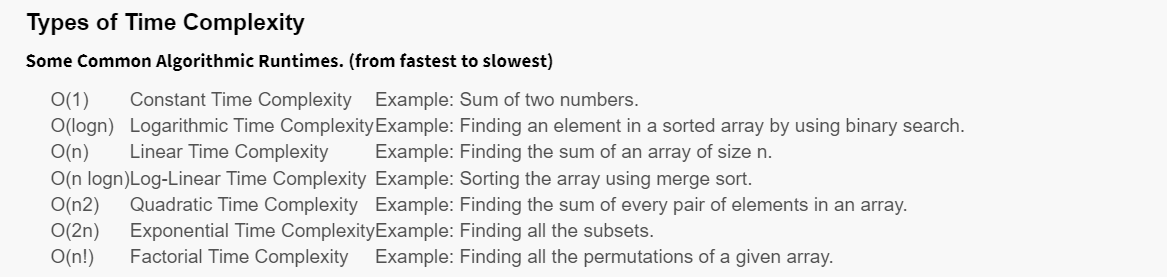 Types of Time Complexity
Some Common Algorithmic Runtimes. (from fastest to slowest)
O(1) Constant Time Complexity Example: Sum of two numbers.
O(logn) Logarithmic Time Complexity Example: Finding an element in a sorted array by using binary search.
O(n) Linear Time Complexity Example: Finding the sum of an array of size n.
O(n logn) Log-Linear Time Complexity Example: Sorting the array using merge sort.
O(n2) Quadratic Time Complexity Example: Finding the sum of every pair of elements in an array.
O(2n) Exponential Time Complexity Example: Finding all the subsets.
O(n!) Factorial Time Complexity Example: Finding all the permutations of a given array.